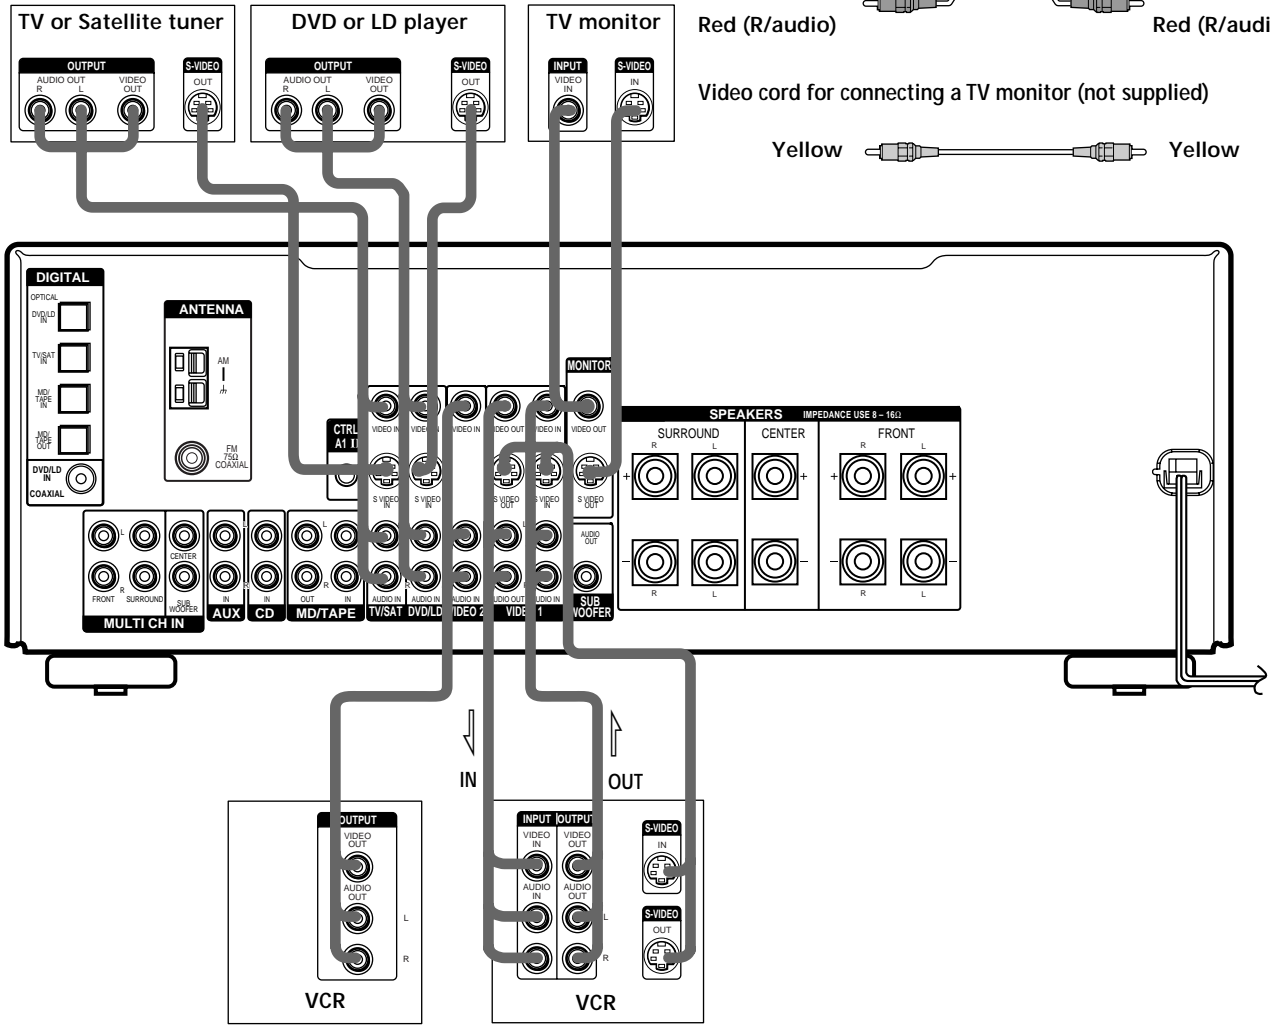 TV or Satellite tuner
OUTPUT
AUDIO OUT
R L
VIDEO
OUT
S-VIDEO
OUT
DVD or LD player
OUTPUT
AUDIO OUT
R L
VIDEO
OUT
S-VIDEO
OUT
TV monitor
INPUT
VIDEO
IN
S-VIDEO
IN
Red (R/audio)
Red (R/audi
Video cord for connecting a TV monitor (not supplied)
Yellow
Yellow
DIGITAL
OPTICAL
DVD/LD
IN
TV/SAT
IN
MD/
TAPE
IN
MD/
TAPE
OUT
DVD/LD
IN
COAXIAL
ANTENNA
AM
FM
75Ω
COAXIAL
CTRL
A1 II
MONITOR
VIDEO IN
VIDEO IN
VIDEO IN
VIDEO OUT
VIDEO IN
VIDEO OUT
S VIDEO
IN
S VIDEO
IN
S VIDEO
OUT
S VIDEO
IN
S VIDEO
OUT
SPEAKERS IMPEDANCE USE 8 – 16Ω
SURROUND
CENTER
FRONT
R L
R L
+ + + +
– – – –
R L
R L
L
R
CENTER
FRONT
SURROUND
SUB
WOOFER
MULTI CH IN
L
R
IN
AUX
IN
CD
L
R
OUT
IN
MD/TAPE
R
AUDIO IN
TV/SAT
AUDIO IN
DVD/LD
AUDIO IN
VIDEO 2
L
R
AUDIO OUT
AUDIO IN
VIDEO 1
AUDIO
OUT
SUB
WOOFER
IN
OUT
OUTPUT
VIDEO
OUT
AUDIO
OUT
L
R
VCR
INPUT
OUTPUT
VIDEO
IN
VIDEO
OUT
AUDIO
IN
AUDIO
OUT
L
R
S-VIDEO
IN
S-VIDEO
OUT
VCR